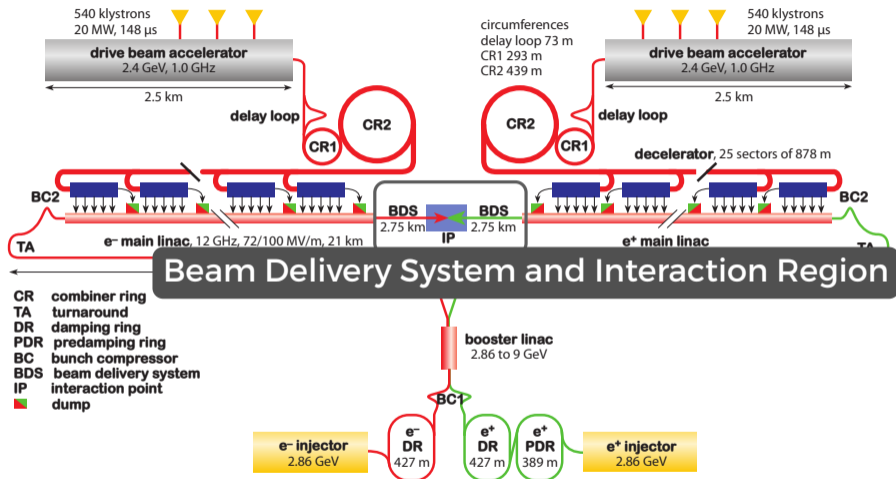 540 klystrons
20 MW, 148 µs
drive beam accelerator
2.4 GeV, 1.0 GHz
2.5 km
delay loop
CR1
CR2
circumferences
delay loop 73 m
CR1 293 m
CR2 439 m
540 klystrons
20 MW, 148 µs
drive beam accelerator
2.4 GeV, 1.0 GHz
2.5 km
delay loop
CR2
CR1
decelerator, 25 sectors of 878 m
BC2
BC2
BDS
2.75 km
BDS
2.75 km
IP
TA
e– main linac, 12 GHz, 72/100 MV/m, 21 km
e+ main linac
TA
Beam Delivery System and Interaction Region
CR combiner ring
TA turnaround
DR damping ring
PDR predamping ring
BC bunch compressor
BDS beam delivery system
IP interaction point
dump
booster linac
2.86 to 9 GeV
BC1
e– injector
2.86 GeV
e–
DR
427 m
e+
DR
427 m
e+
PDR
389 m
e+ injector
2.86 GeV